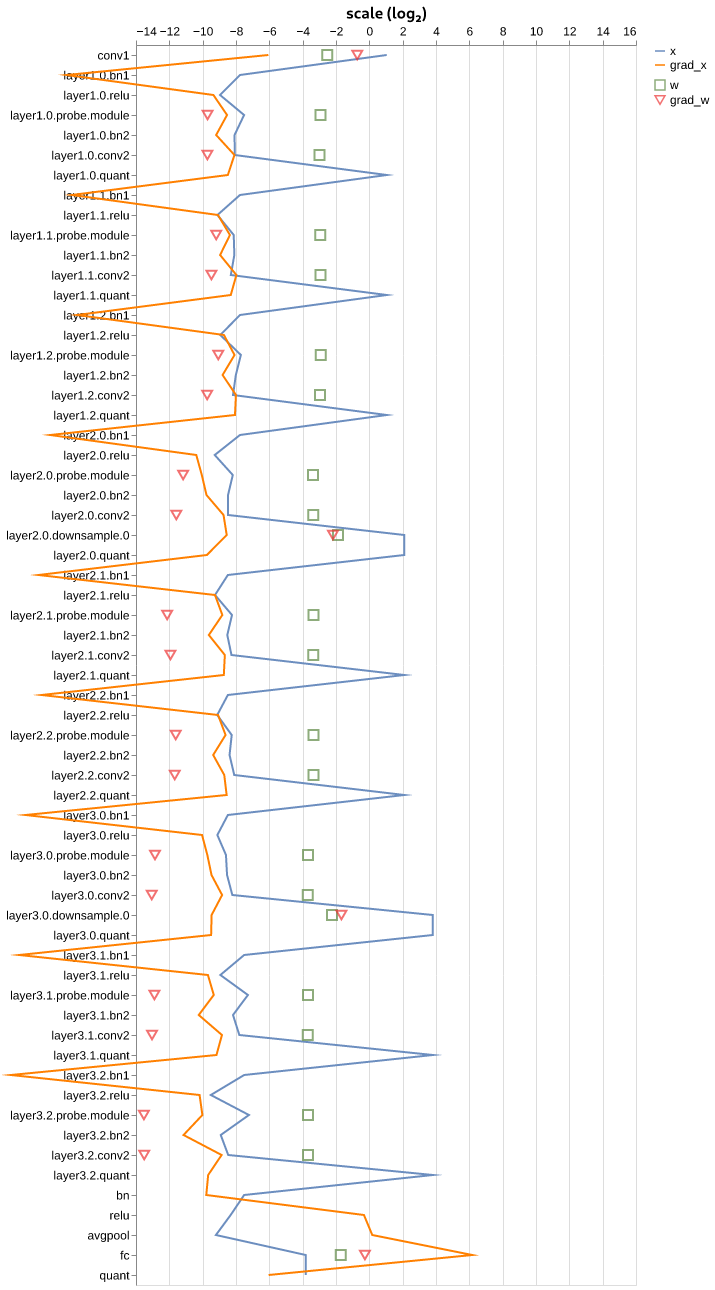 scale (log₂)
−14 −12 −10 −8 −6 −4 −2 0 2 4 6 8 10 12 14 16
x
grad_x
w
grad_w
conv1
layer1.0.bn1
layer1.0.relu
layer1.0.probe.module
layer1.0.bn2
layer1.0.conv2
layer1.0.quant
layer1.1.bn1
layer1.1.relu
layer1.1.probe.module
layer1.1.bn2
layer1.1.conv2
layer1.1.quant
layer1.2.bn1
layer1.2.relu
layer1.2.probe.module
layer1.2.bn2
layer1.2.conv2
layer1.2.quant
layer2.0.bn1
layer2.0.relu
layer2.0.probe.module
layer2.0.bn2
layer2.0.conv2
layer2.0.downsample.0
layer2.0.quant
layer2.1.bn1
layer2.1.relu
layer2.1.probe.module
layer2.1.bn2
layer2.1.conv2
layer2.1.quant
layer2.2.bn1
layer2.2.relu
layer2.2.probe.module
layer2.2.bn2
layer2.2.conv2
layer2.2.quant
layer3.0.bn1
layer3.0.relu
layer3.0.probe.module
layer3.0.bn2
layer3.0.conv2
layer3.0.downsample.0
layer3.0.quant
layer3.1.bn1
layer3.1.relu
layer3.1.probe.module
layer3.1.bn2
layer3.1.conv2
layer3.1.quant
layer3.2.bn1
layer3.2.relu
layer3.2.probe.module
layer3.2.bn2
layer3.2.conv2
layer3.2.quant
bn
relu
avgpool
fc
quant